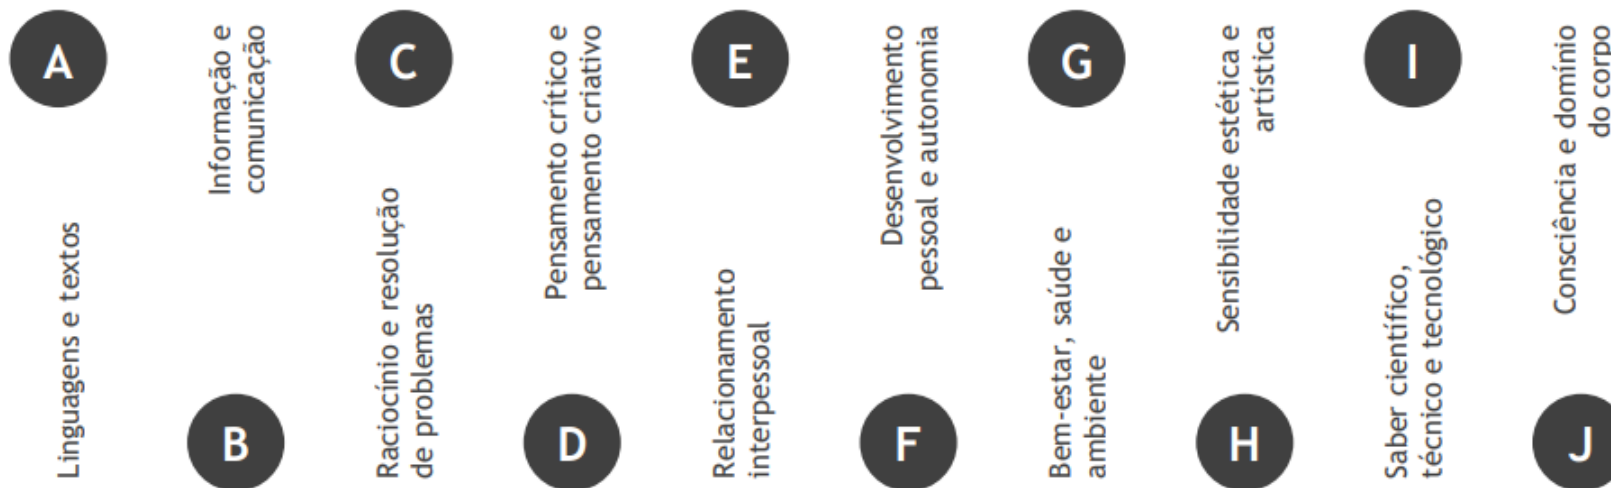 A
Linguagens e textos
Informação e
comunicação
B
C
Raciocínio e resolução
de problemas
Pensamento crítico e
pensamento criativo
D
E
Relacionamento
interpessoal
Desenvolvimento
pessoal e autonomia
F
G
Bem-estar, saúde e
ambiente
Sensibilidade estética e
artística
H
I
Saber científico,
técnico e tecnológico
Consciência e domínio
do corpo
J